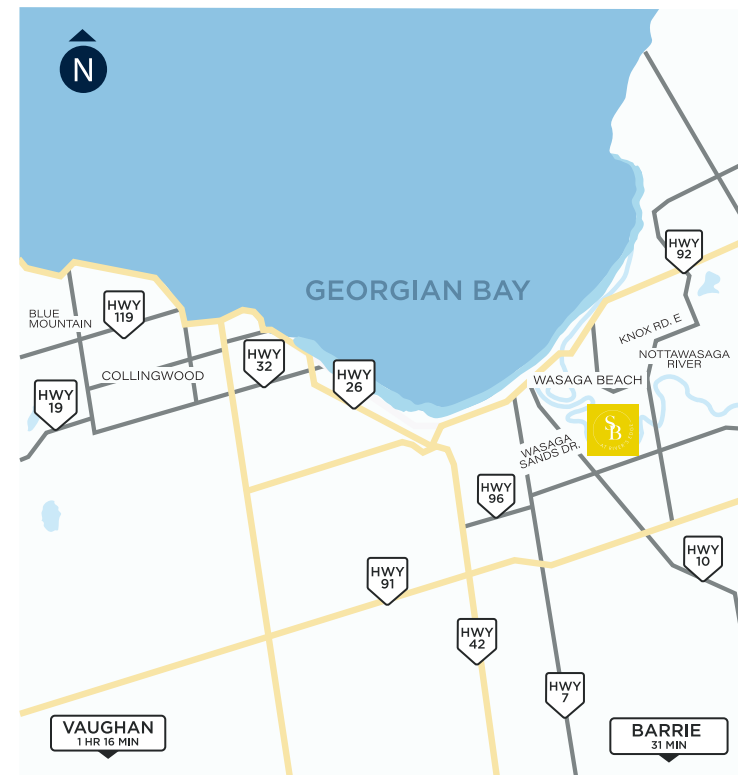 N
HWY
92
GEORGIAN BAY
HWY
119
BLUE
MOUNTAIN
KNOX RD. E
HWY
32
NOTTAWASAGA
RIVER
HWY
26
COLLINGWOOD
WASAGA BEACH
HWY
19
SB
WASAGA
SANDS DR.
HWY
96
HWY
10
HWY
91
HWY
42
HWY
7
VAUGHAN
1 HR 16 MIN
BARRIE
31 MIN